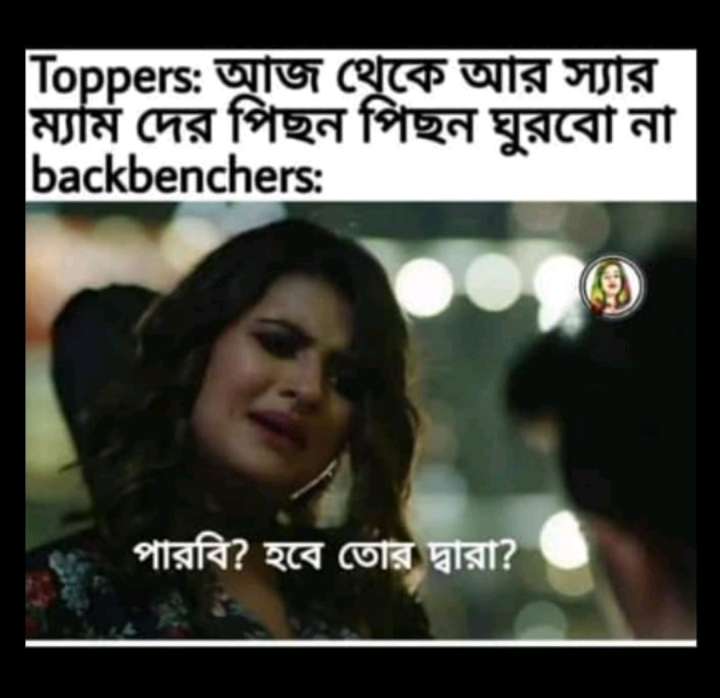 Toppers: আজ থেকে আর স্যার
ম্যাম দের পিছন পিছন ঘুরবো না
backbenchers:
পারবি? হবে তোর দ্বারা?